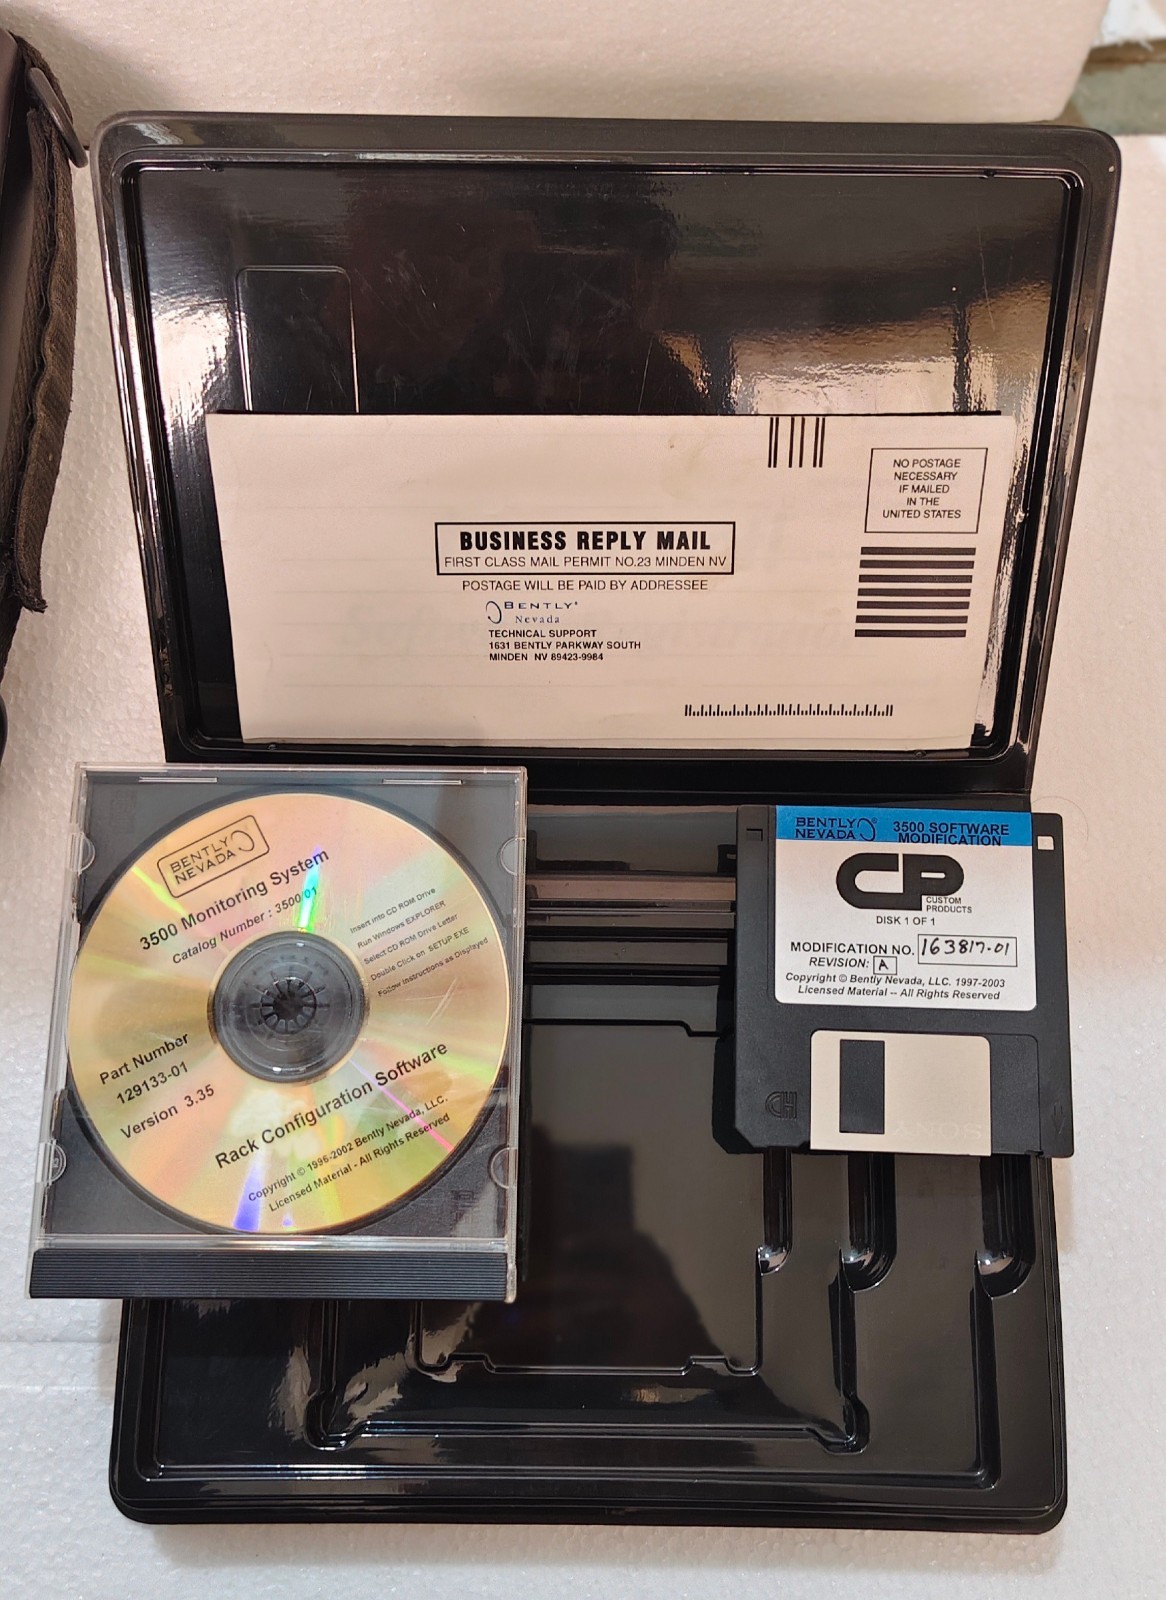 NO POSTAGE
NECESSARY
IF MAILED
IN THE
UNITED STATES
BUSINESS REPLY MAIL
FIRST CLASS MAIL PERMIT NO.23 MINDEN NV
POSTAGE WILL BE PAID BY ADDRESSEE
BENTLY®
Nevada
TECHNICAL SUPPORT
1631 BENTLY PARKWAY SOUTH
MINDEN NV 89423-9984
BENTLY
NEVADA
3500 Monitoring System
Catalog Number : 3500/01
Insert into CD ROM Drive
Run Windows EXPLORER
Select CD ROM Drive Letter
Double Click on SETUP.EXE
Follow Instructions as Displayed
Part Number
129133-01
Version 3.35
Rack Configuration Software
Copyright © 1996-2002 Bently Nevada, LLC.
Licensed Material - All Rights Reserved
BENTLY
NEVADA
3500 SOFTWARE
MODIFICATION
CP
CUSTOM
PRODUCTS
DISK 1 OF 1
MODIFICATION NO. 163817-01
REVISION: A
Copyright © Bently Nevada, LLC. 1997-2003
Licensed Material -- All Rights Reserved
HD